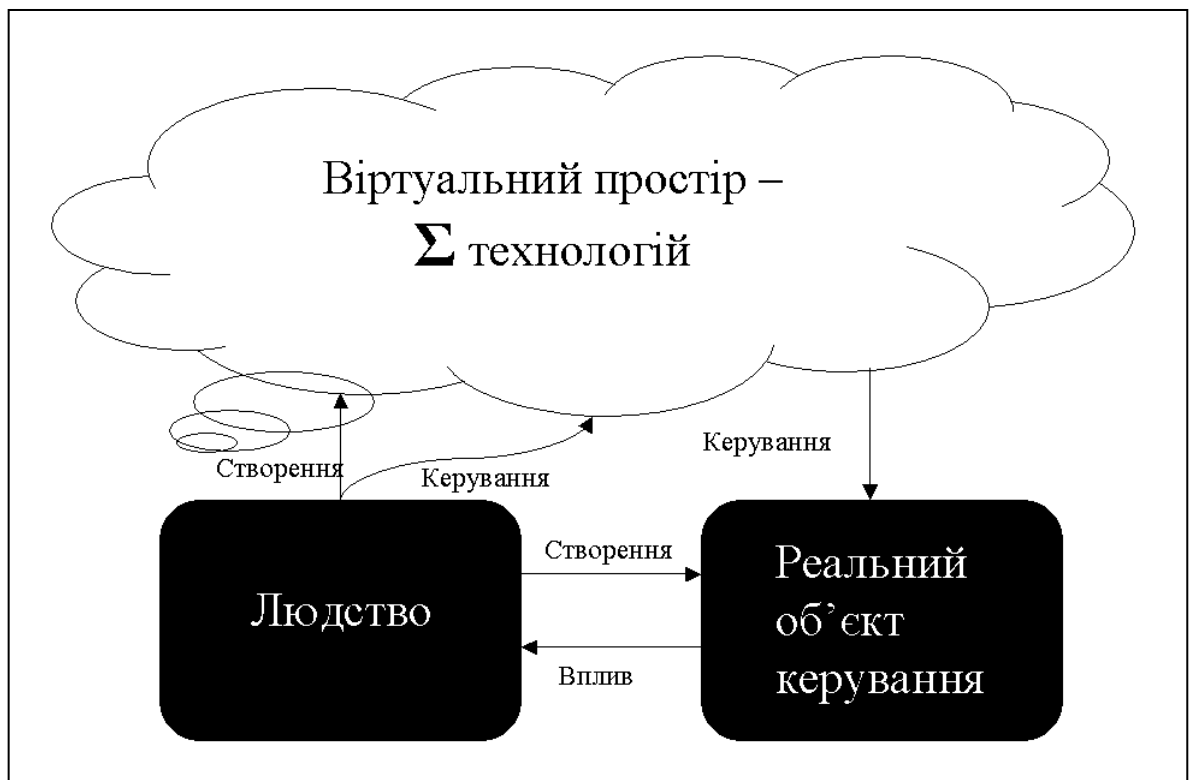 Віртуальний простір –
Σ технологій
Створення
Керування
Керування
Людство
Створення
Вплив
Реальний
об’єкт
керування